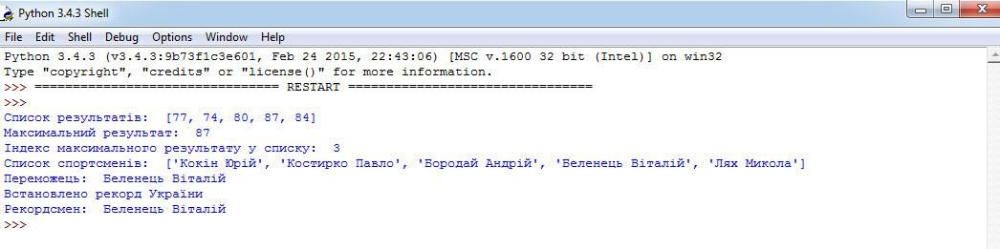 Python 3.4.3 Shell
File Edit Shell Debug Options Window Help
Python 3.4.3 (v3.4.3:9b73f1c3e601, Feb 24 2015, 22:43:06) [MSC v.1600 32 bit (Intel)] on win32
Type "copyright", "credits" or "license()" for more information.
>>> ================================ RESTART ================================
>>>
Список результатів:  [77, 74, 80, 87, 84]
Максимальний результат:  87
Індекс максимального результату у списку:  3
Список спортсменів:  ['Кокін Юрій', 'Костирко Павло', 'Бородай Андрій', 'Беленець Віталій', 'Лях Микола']
Переможець:  Беленець Віталій
Встановлено рекорд України
Рекордсмен:  Беленець Віталій
>>>